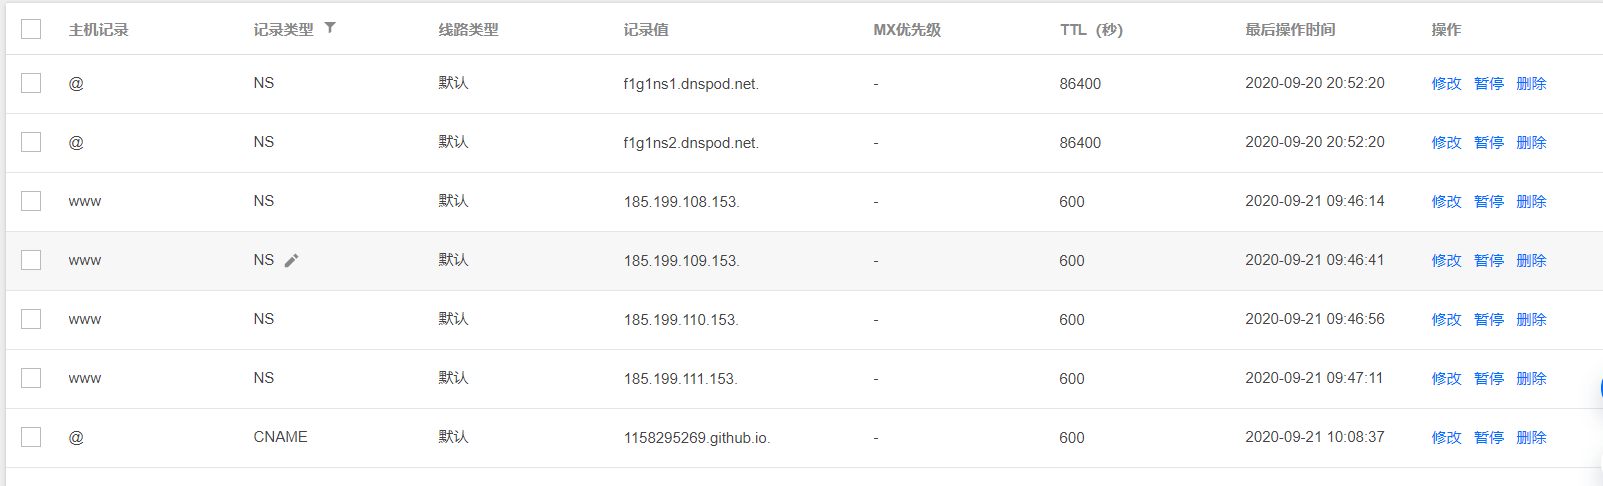 主机记录 记录类型 线路类型 记录值 MX优先级 TTL (秒) 最后操作时间 操作
@ NS 默认 f1g1ns1.dnspod.net. - 86400 2020-09-20 20:52:20 修改 暂停 删除
@ NS 默认 f1g1ns2.dnspod.net. - 86400 2020-09-20 20:52:20 修改 暂停 删除
www NS 默认 185.199.108.153. - 600 2020-09-21 09:46:14 修改 暂停 删除
www NS 默认 185.199.109.153. - 600 2020-09-21 09:46:41 修改 暂停 删除
www NS 默认 185.199.110.153. - 600 2020-09-21 09:46:56 修改 暂停 删除
www NS 默认 185.199.111.153. - 600 2020-09-21 09:47:11 修改 暂停 删除
@ CNAME 默认 1158295269.github.io. - 600 2020-09-21 10:08:37 修改 暂停 删除